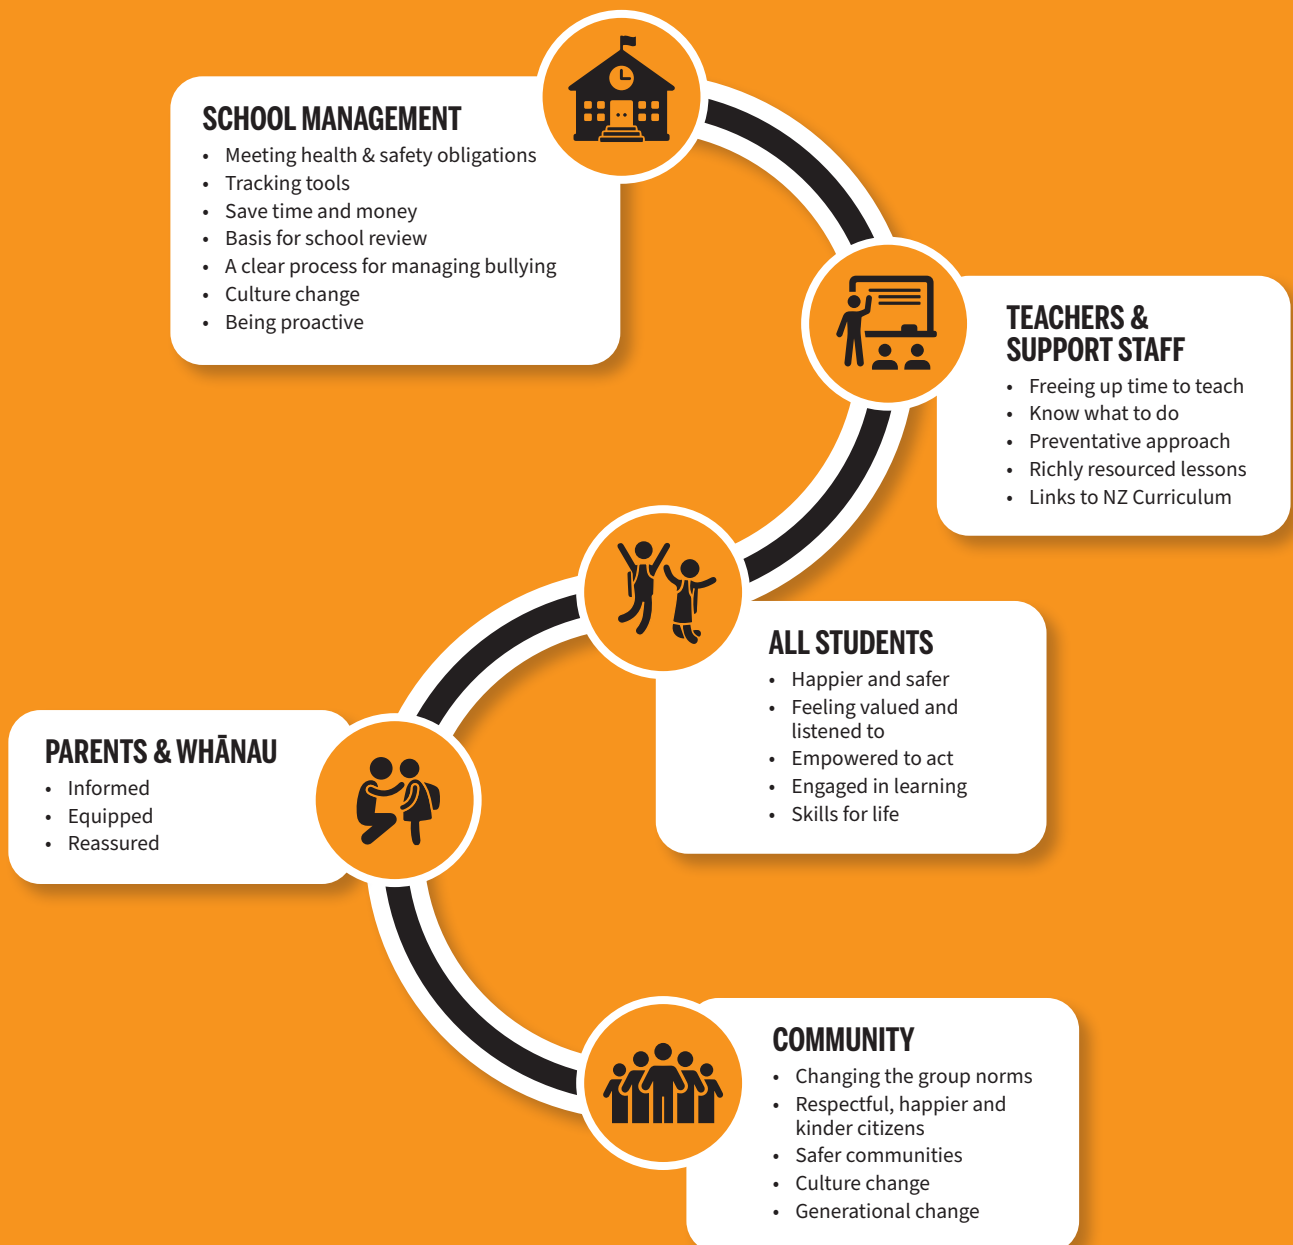 SCHOOL MANAGEMENT
• Meeting health & safety obligations
• Tracking tools
• Save time and money
• Basis for school review
• A clear process for managing bullying
• Culture change
• Being proactive
TEACHERS &
SUPPORT STAFF
• Freeing up time to teach
• Know what to do
• Preventative approach
• Richly resourced lessons
• Links to NZ Curriculum
ALL STUDENTS
• Happier and safer
• Feeling valued and
listened to
• Empowered to act
• Engaged in learning
• Skills for life
PARENTS & WHĀNAU
• Informed
• Equipped
• Reassured
COMMUNITY
• Changing the group norms
• Respectful, happier and
kinder citizens
• Safer communities
• Culture change
• Generational change